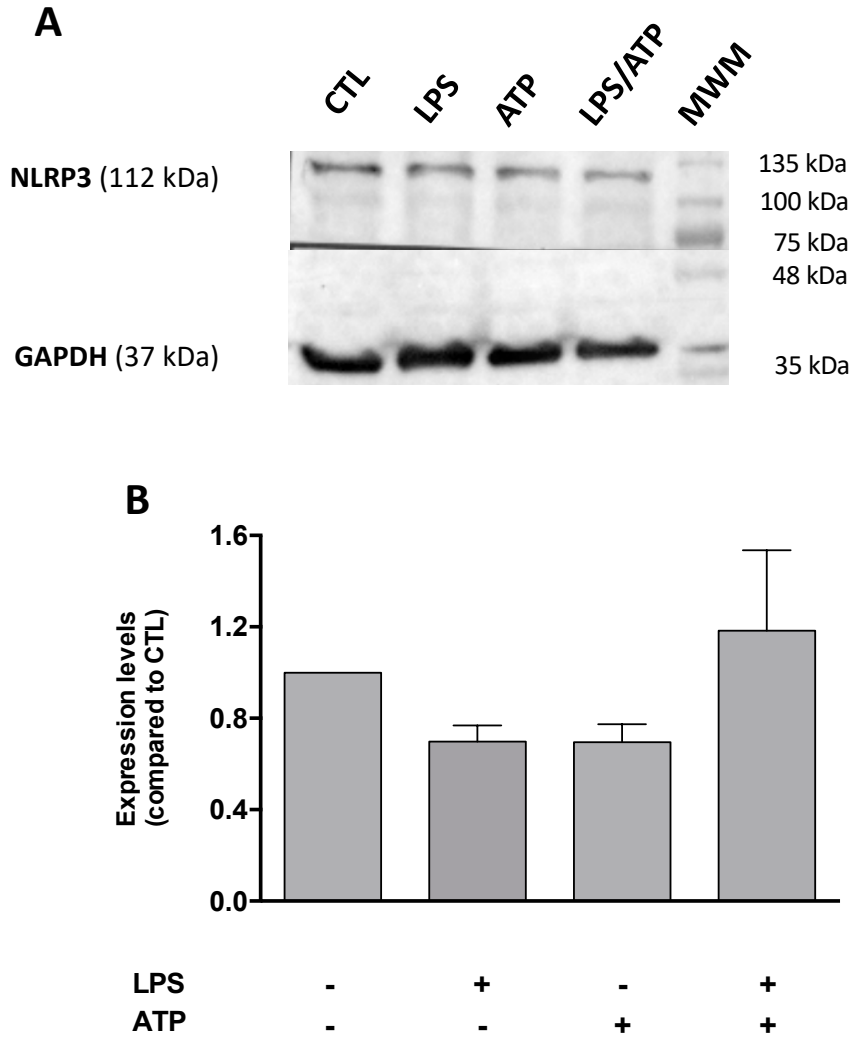 A
CTL LPS ATP LPS/ATP MWM
NLRP3 (112 kDa)
135 kDa
100 kDa
75 kDa
48 kDa
GAPDH (37 kDa)
35 kDa
B
Expression levels
(compared to CTL)
1.6
1.2
0.8
0.4
0.0
LPS - + - +
ATP - - + +